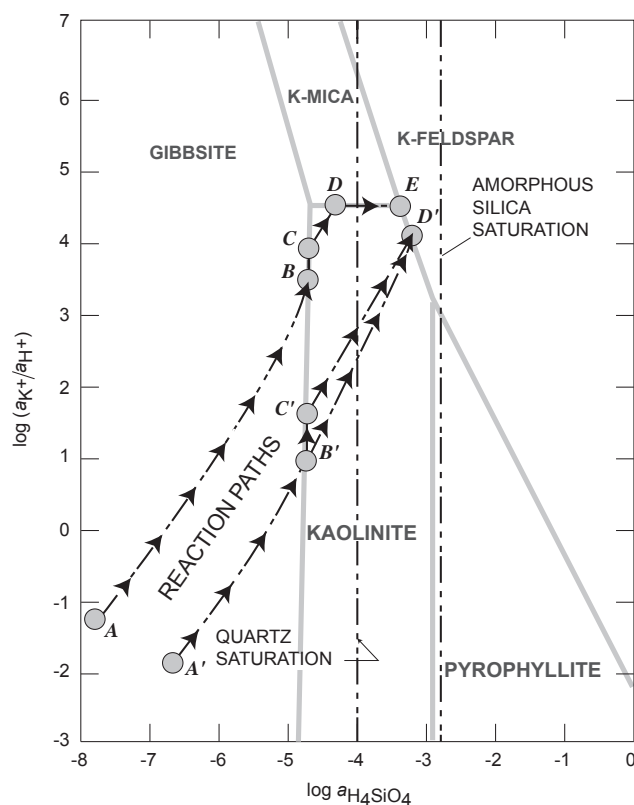 7
6
5
4
3
2
1
0
-1
-2
-3
log (aK+/aH+)
-8
-7
-6
-5
-4
-3
-2
-1
0
log aH4SiO4
K-MICA
GIBBSITE
K-FELDSPAR
AMORPHOUS
SILICA
SATURATION
D
E
D'
C
B
C'
B'
REACTION PATHS
KAOLINITE
A
A'
QUARTZ
SATURATION
PYROPHYLLITE